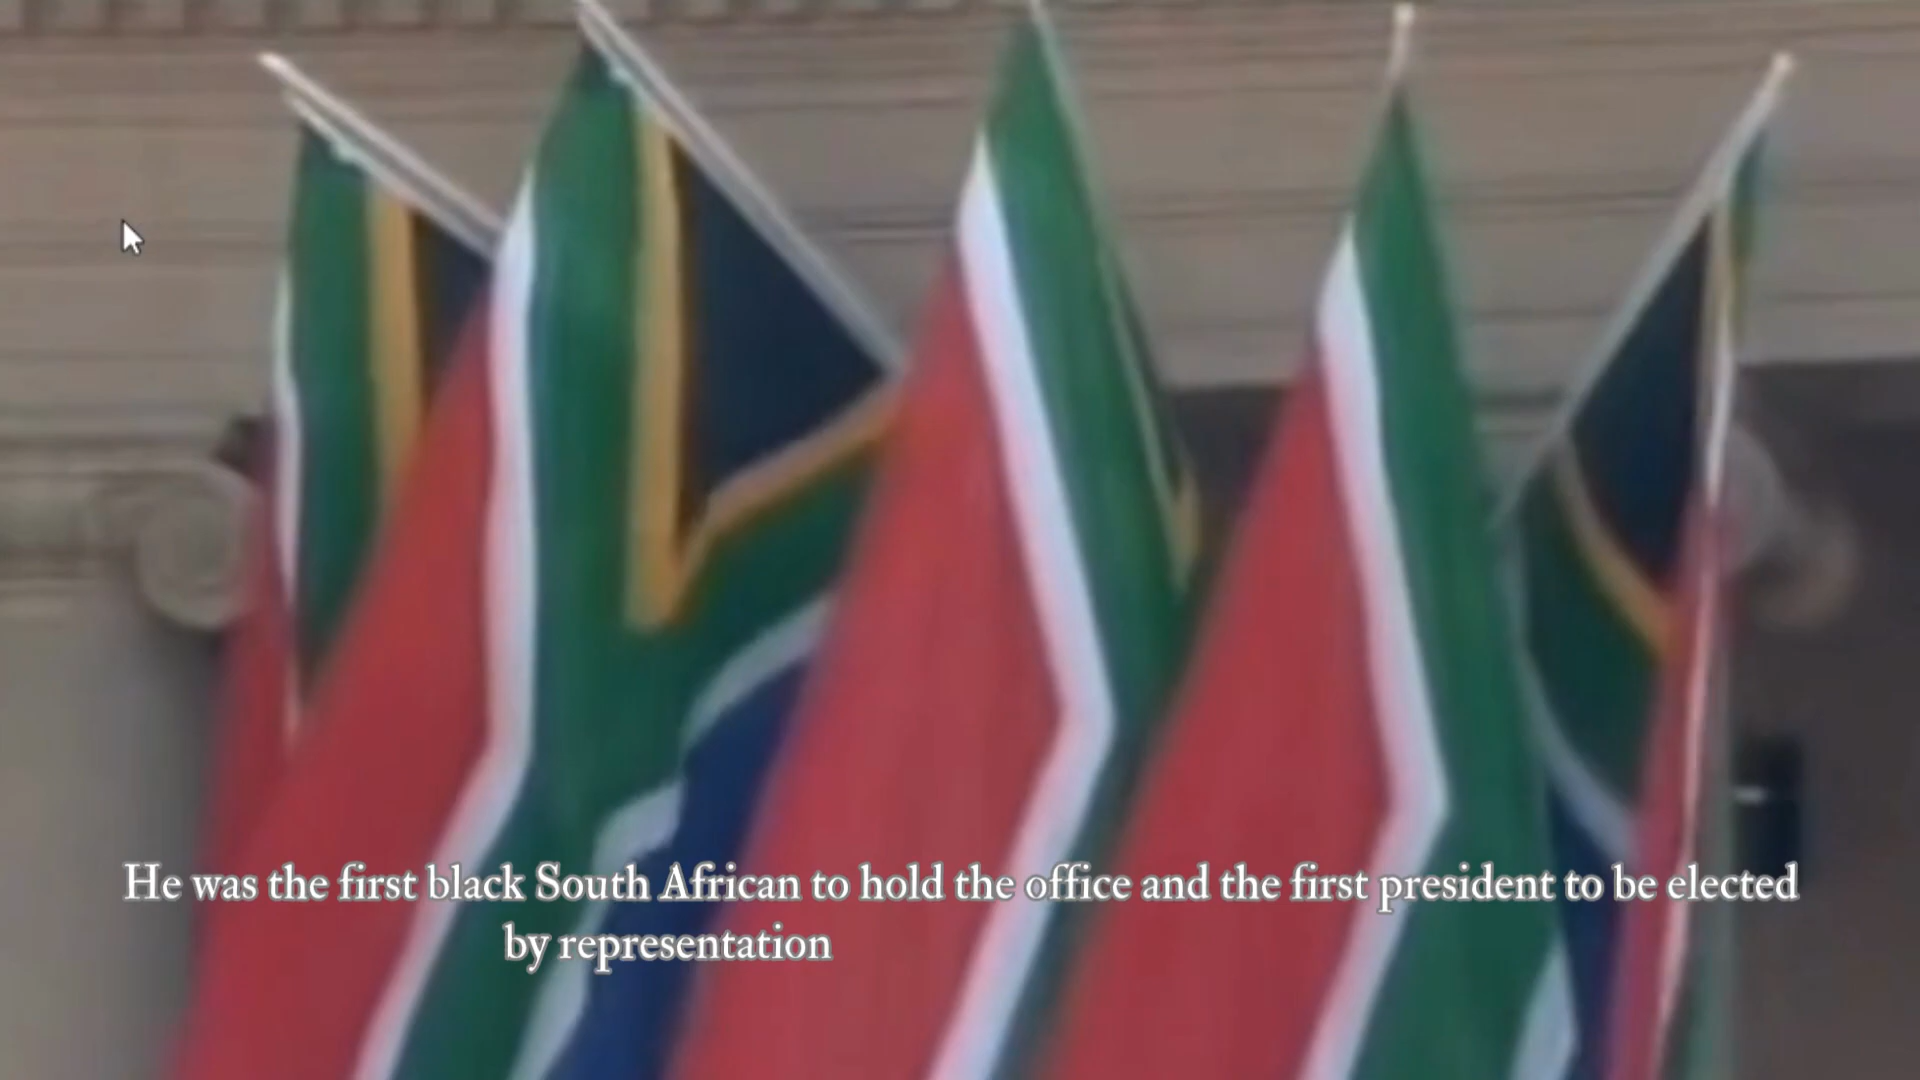 He was the first black South African to hold the office and the first president to be elected
by representation